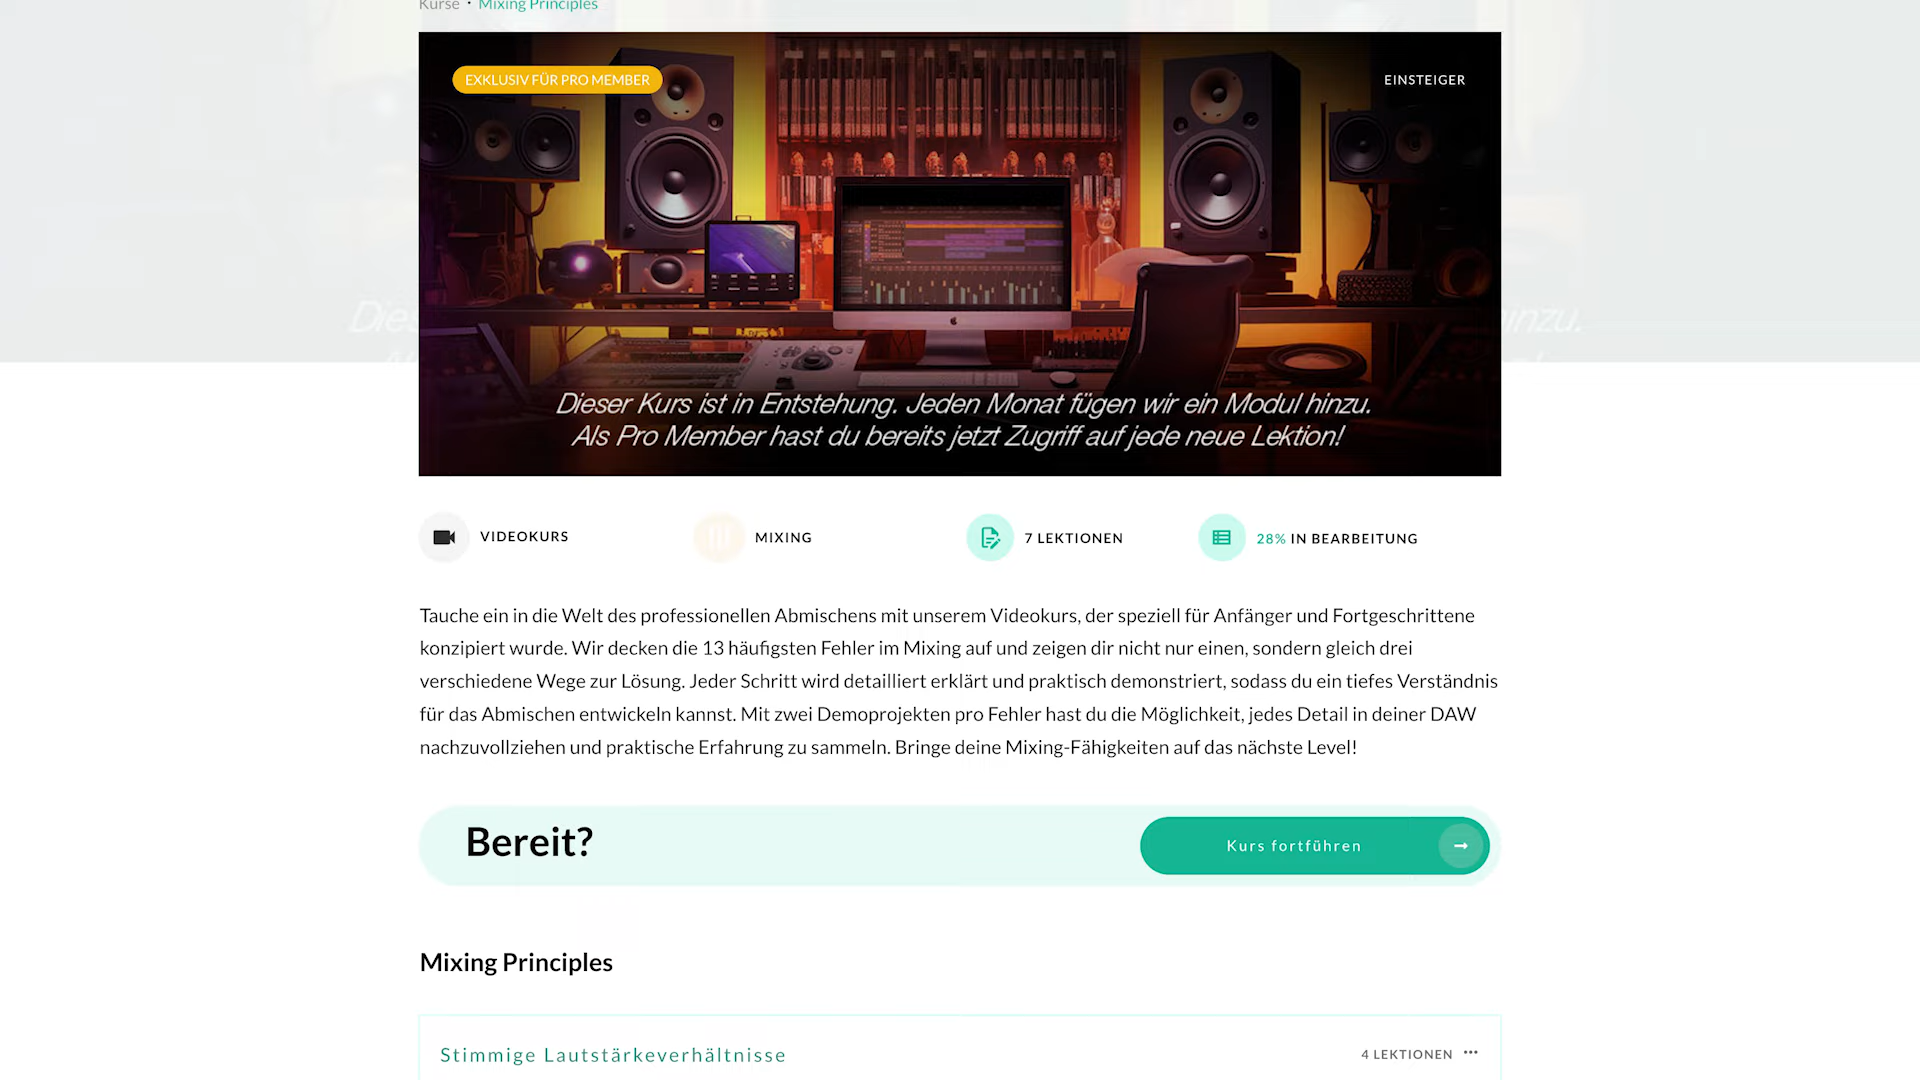 Kurse • Mixing Principles
EXKLUSIV FÜR PRO MEMBER
EINSTEIGER
Dieser Kurs ist in Entstehung. Jeden Monat fügen wir ein Modul hinzu.
Als Pro Member hast du bereits jetzt Zugriff auf jede neue Lektion!
VIDEOKURS
MIXING
7 LEKTIONEN
28% IN BEARBEITUNG
Tauche ein in die Welt des professionellen Abmischens mit unserem Videokurs, der speziell für Anfänger und Fortgeschrittene
konzipiert wurde. Wir decken die 13 häufigsten Fehler im Mixing auf und zeigen dir nicht nur einen, sondern gleich drei
verschiedene Wege zur Lösung. Jeder Schritt wird detailliert erklärt und praktisch demonstriert, sodass du ein tiefes Verständnis
für das Abmischen entwickeln kannst. Mit zwei Demoprojekten pro Fehler hast du die Möglichkeit, jedes Detail in deiner DAW
nachzuvollziehen und praktische Erfahrung zu sammeln. Bringe deine Mixing-Fähigkeiten auf das nächste Level!
Bereit?
Kurs fortführen
Mixing Principles
Stimmige Lautstärkeverhältnisse
4 LEKTIONEN